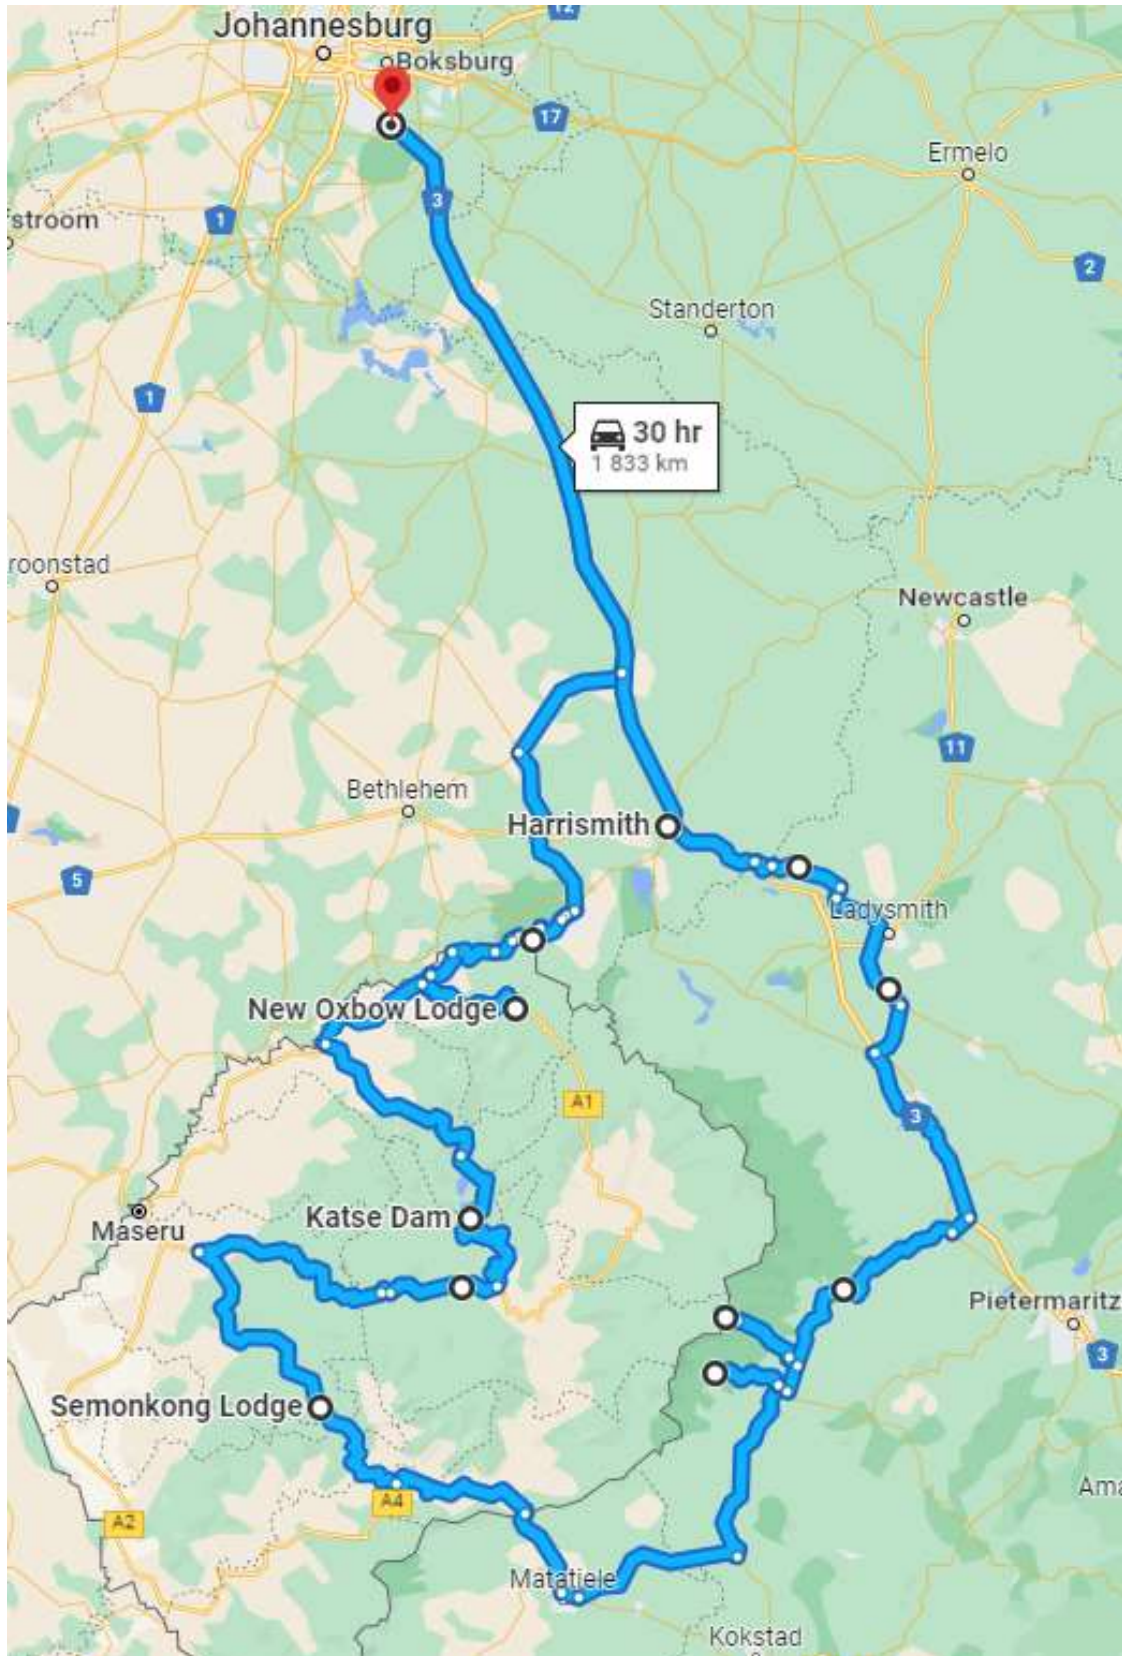 12
Johannesburg
Boksburg
17
Ermelo
3
1
stroom
2
Standerton
1
30 hr
1 833 km
roonstad
Newcastle
11
Bethlehem
Harrismith
5
Ladysmith
New Oxbow Lodge
A1
3
Katse Dam
Maseru
Pietermaritz
3
Semonkong Lodge
Ama
A4
A2
Matatiele
Kokstad